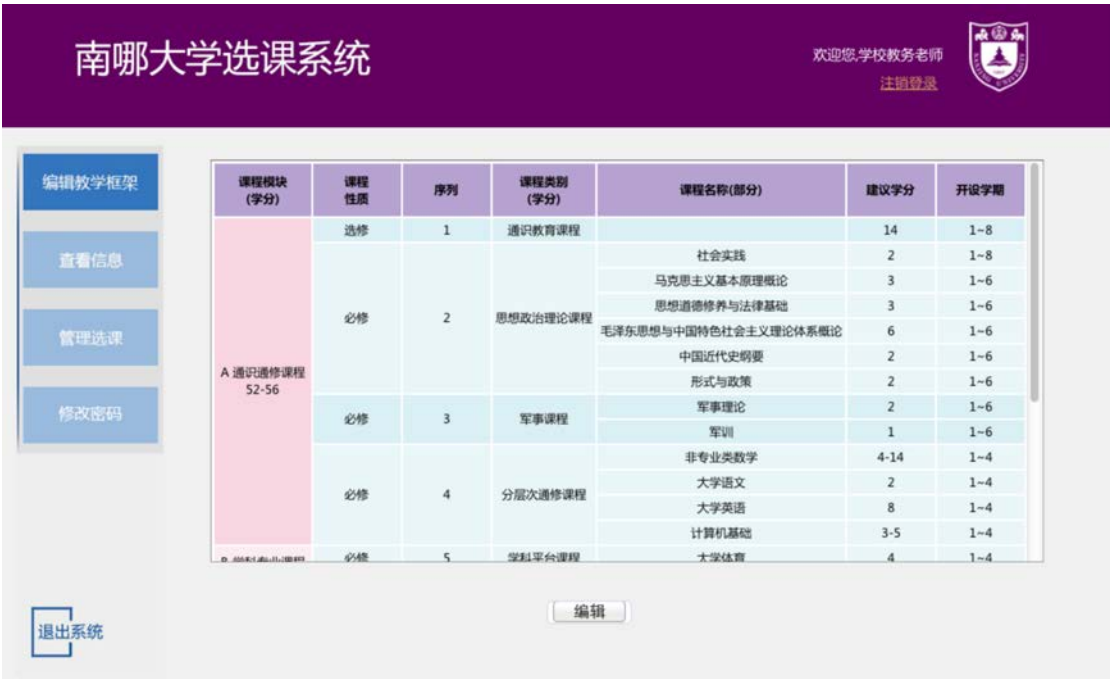 南哪大学选课系统
欢迎您,学校教务老师
注销登录
编辑教学框架
查看信息
管理选课
修改密码
退出系统
课程模块 课程 序列 课程类别 课程名称(部分) 建议学分 开设学期
(学分) 性质 (学分)
选修 1 通识教育课程 14 1~8
社会实践 2 1~8
马克思主义基本原理概论 3 1~6
思想道德修养与法律基础 3 1~6
必修 2 思想政治理论课程 毛泽东思想与中国特色社会主义理论体系概论 6 1~6
中国近代史纲要 2 1~6
A 通识通修课程
52-56
形式与政策 2 1~6
军事理论 2 1~6
必修 3 军事课程
军训 1 1~6
非专业类数学 4-14 1~4
大学语文 2 1~4
必修 4 分层次通修课程
大学英语 8 1~4
计算机基础 3-5 1~4
B 学科专业课程 必修 5 学科平台课程 大学体育 4 1~4
编辑